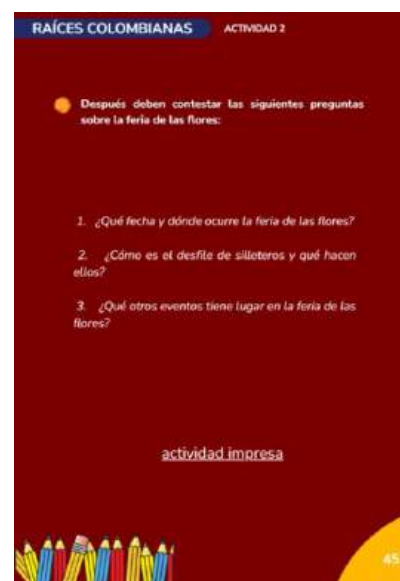 RAÍCES COLOMBIANAS
ACTIVIDAD 2
Después deben contestar las siguientes preguntas
sobre la feria de las flores:
1. ¿Qué fecha y dónde ocurre la feria de las flores?
2. ¿Cómo es el desfile de silleteros y qué hacen
ellos?
3. ¿Qué otros eventos tiene lugar en la feria de las
flores?
actividad impresa
45